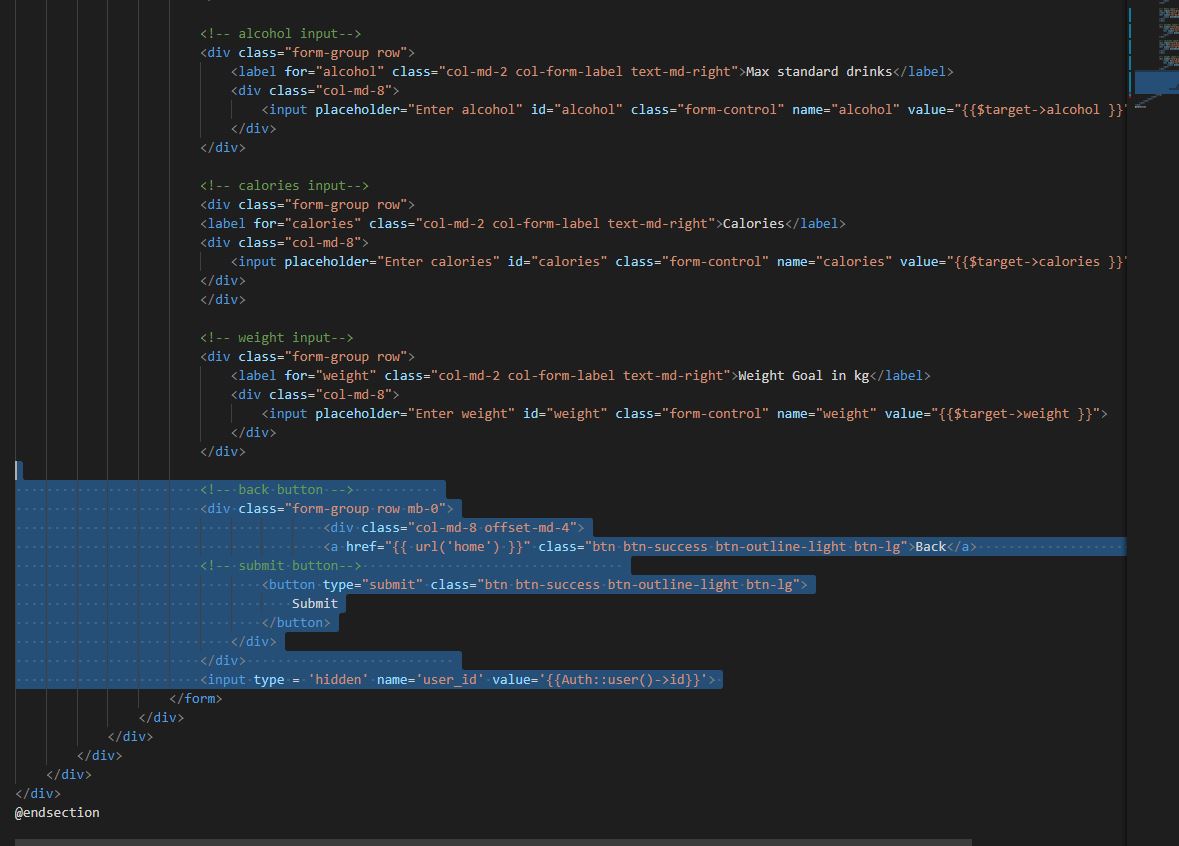 <!-- alcohol input-->
<div class="form-group row">
<label for="alcohol" class="col-md-2 col-form-label text-md-right">Max standard drinks</label>
<div class="col-md-8">
<input placeholder="Enter alcohol" id="alcohol" class="form-control" name="alcohol" value="{{$target->alcohol }}"
</div>
</div>
<!-- calories input-->
<div class="form-group row">
<label for="calories" class="col-md-2 col-form-label text-md-right">Calories</label>
<div class="col-md-8">
<input placeholder="Enter calories" id="calories" class="form-control" name="calories" value="{{$target->calories }}"
</div>
</div>
<!-- weight input-->
<div class="form-group row">
<label for="weight" class="col-md-2 col-form-label text-md-right">Weight Goal in kg</label>
<div class="col-md-8">
<input placeholder="Enter weight" id="weight" class="form-control" name="weight" value="{{$target->weight }}">
</div>
</div>
<!-- back button -->
<div class="form-group row mb-0">
<div class="col-md-8 offset-md-4">
<a href="{{ url('home') }}" class="btn btn-success btn-outline-light btn-lg">Back</a>
<!-- submit button-->
<button type="submit" class="btn btn-success btn-outline-light btn-lg">
Submit
</button>
</div>
</div>
<input type = 'hidden' name='user_id' value='{{Auth::user()->id}}'>
</form>
</div>
</div>
</div>
</div>
</div>
@endsection